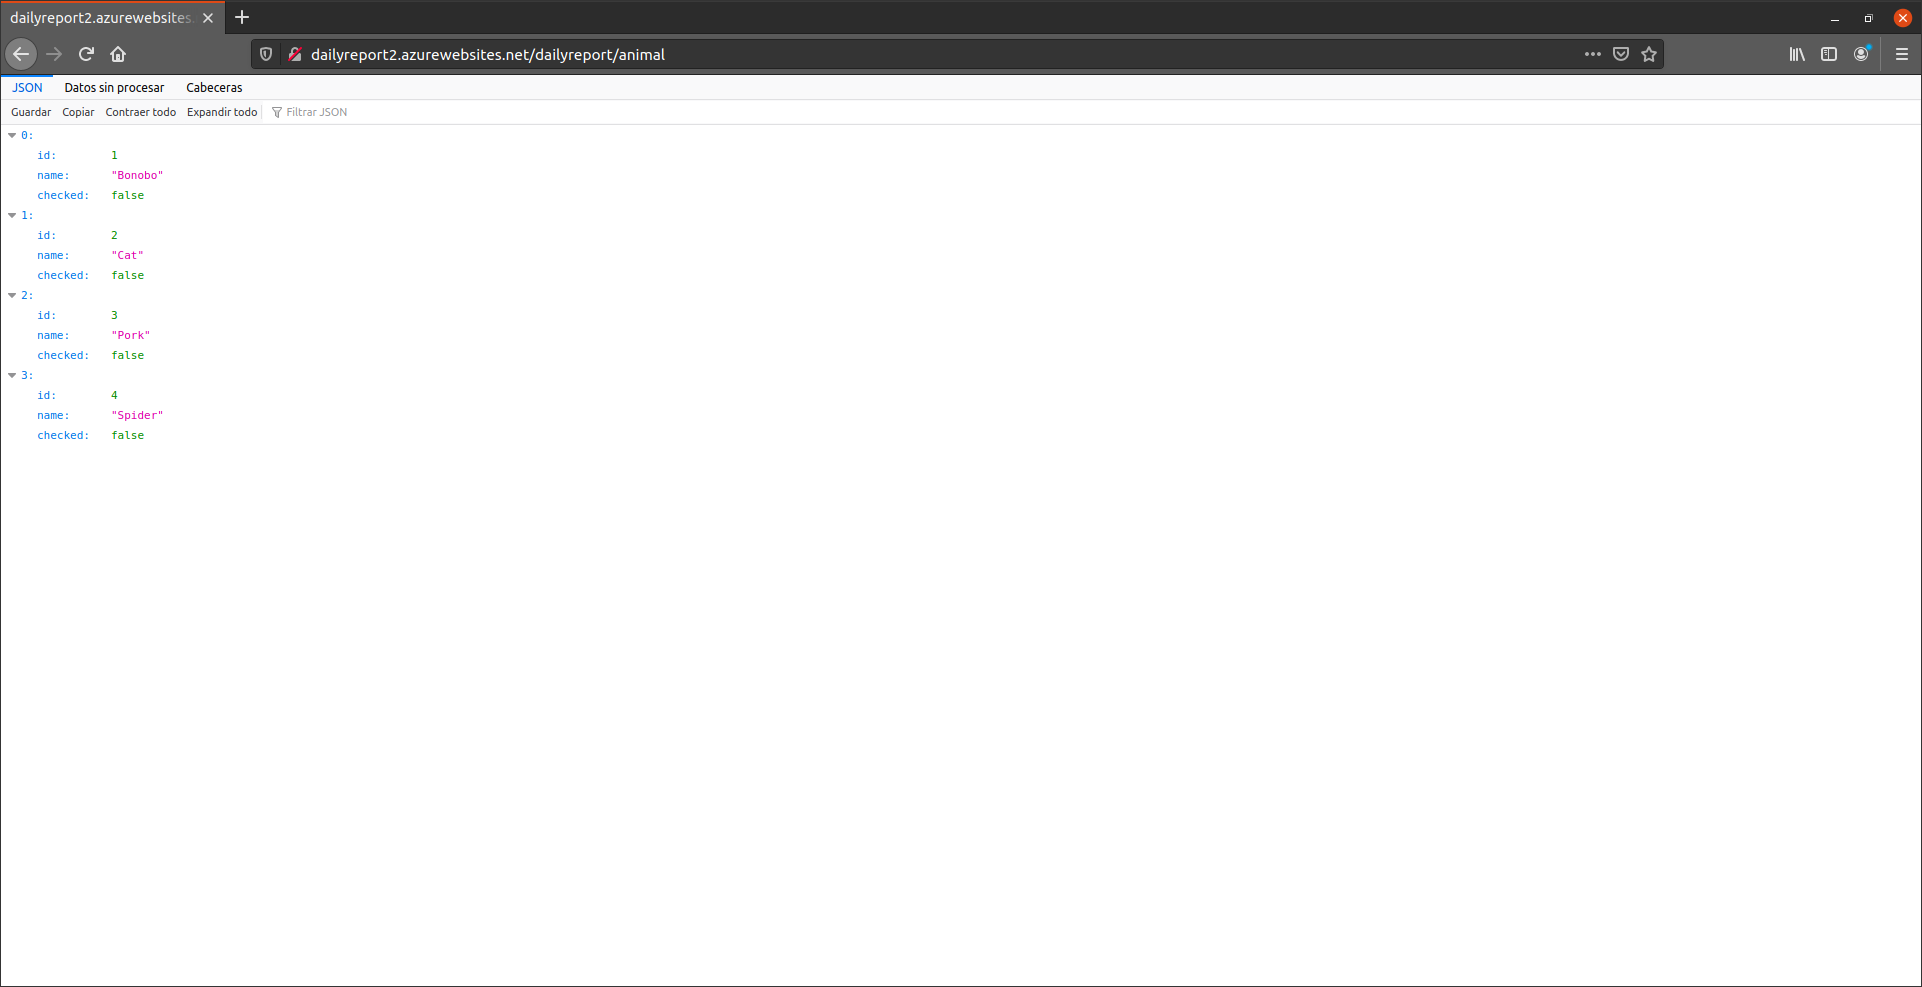 dailyreport2.azurewebsites.
dailyreport2.azurewebsites.net/dailyreport/animal
JSON Datos sin procesar Cabeceras
Guardar Copiar Contraer todo Expandir todo Filtrar JSON
0:
id: 1
name: "Bonobo"
checked: false
1:
id: 2
name: "Cat"
checked: false
2:
id: 3
name: "Pork"
checked: false
3:
id: 4
name: "Spider"
checked: false